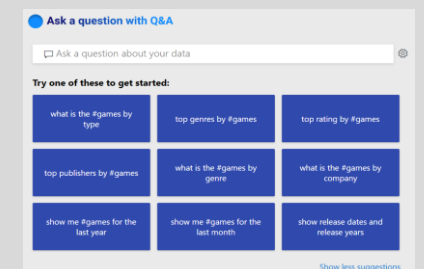 Ask a question with Q&A
Ask a question about your data
Try one of these to get started:
what is the #games by
type
top genres by #games
top rating by #games
top publishers by #games
what is the #games by
genre
what is the #games by
company
show me #games for the
last year
show me #games for the
last month
show release dates and
release years
Show less suggestions